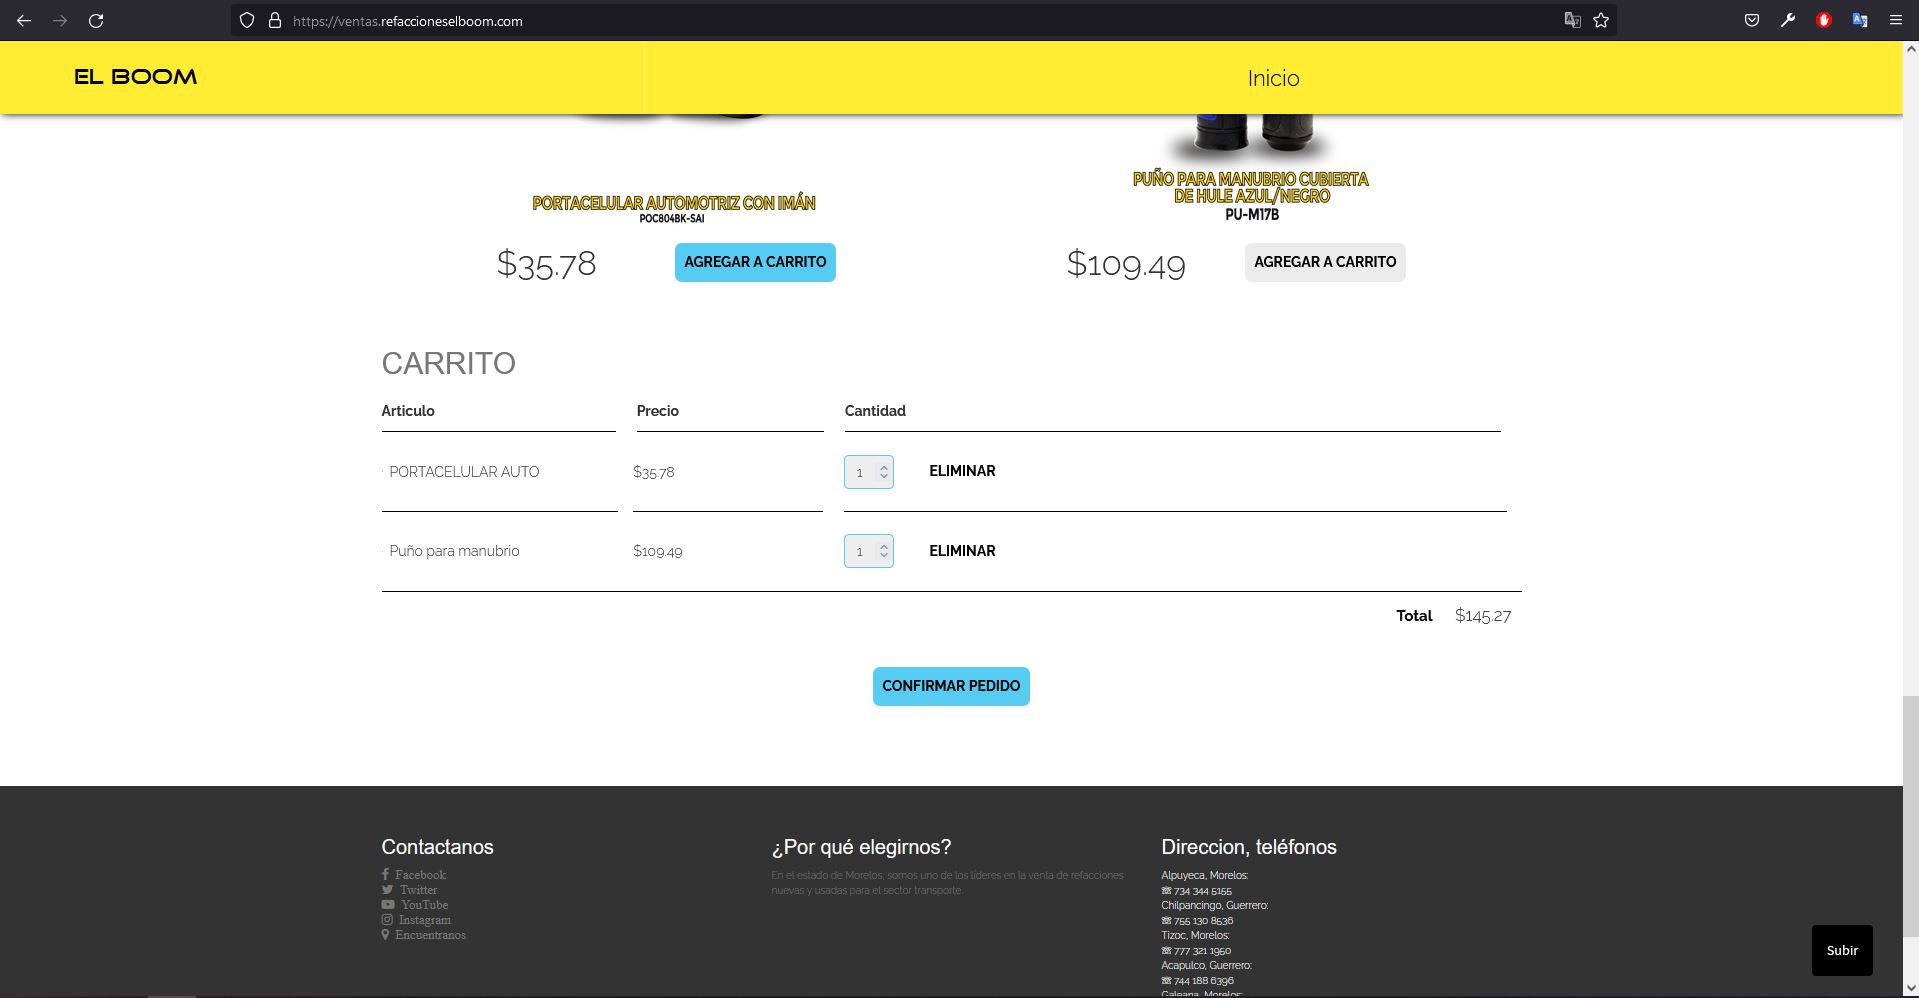 https://ventas.refaccioneselboom.com
EL BOOM
Inicio
PORTACELULAR AUTOMOTRIZ CON IMÁN
POC804BK-SAI
$35.78
AGREGAR A CARRITO
PUÑO PARA MANUBRIO CUBIERTA
DE HULE AZUL/NEGRO
PU-M17B
$109.49
AGREGAR A CARRITO
CARRITO
Articulo Precio Cantidad
PORTACELULAR AUTO $35.78 1 ELIMINAR
Puño para manubrio $109.49 1 ELIMINAR
Total $145.27
CONFIRMAR PEDIDO
Contactanos
Facebook
Twitter
YouTube
Instagram
Encuentranos
¿Por qué elegirnos?
En el estado de Morelos, somos uno de los líderes en la venta de refacciones
nuevas y usadas para el sector transporte.
Direccion, teléfonos
Alpuyeca, Morelos:
☏ 734 344 5155
Chilpancingo, Guerrero:
☏ 755 130 8536
Tizoc, Morelos:
☏ 777 321 1950
Acapulco, Guerrero:
☏ 744 188 6396
Galeana, Morelos:
Subir